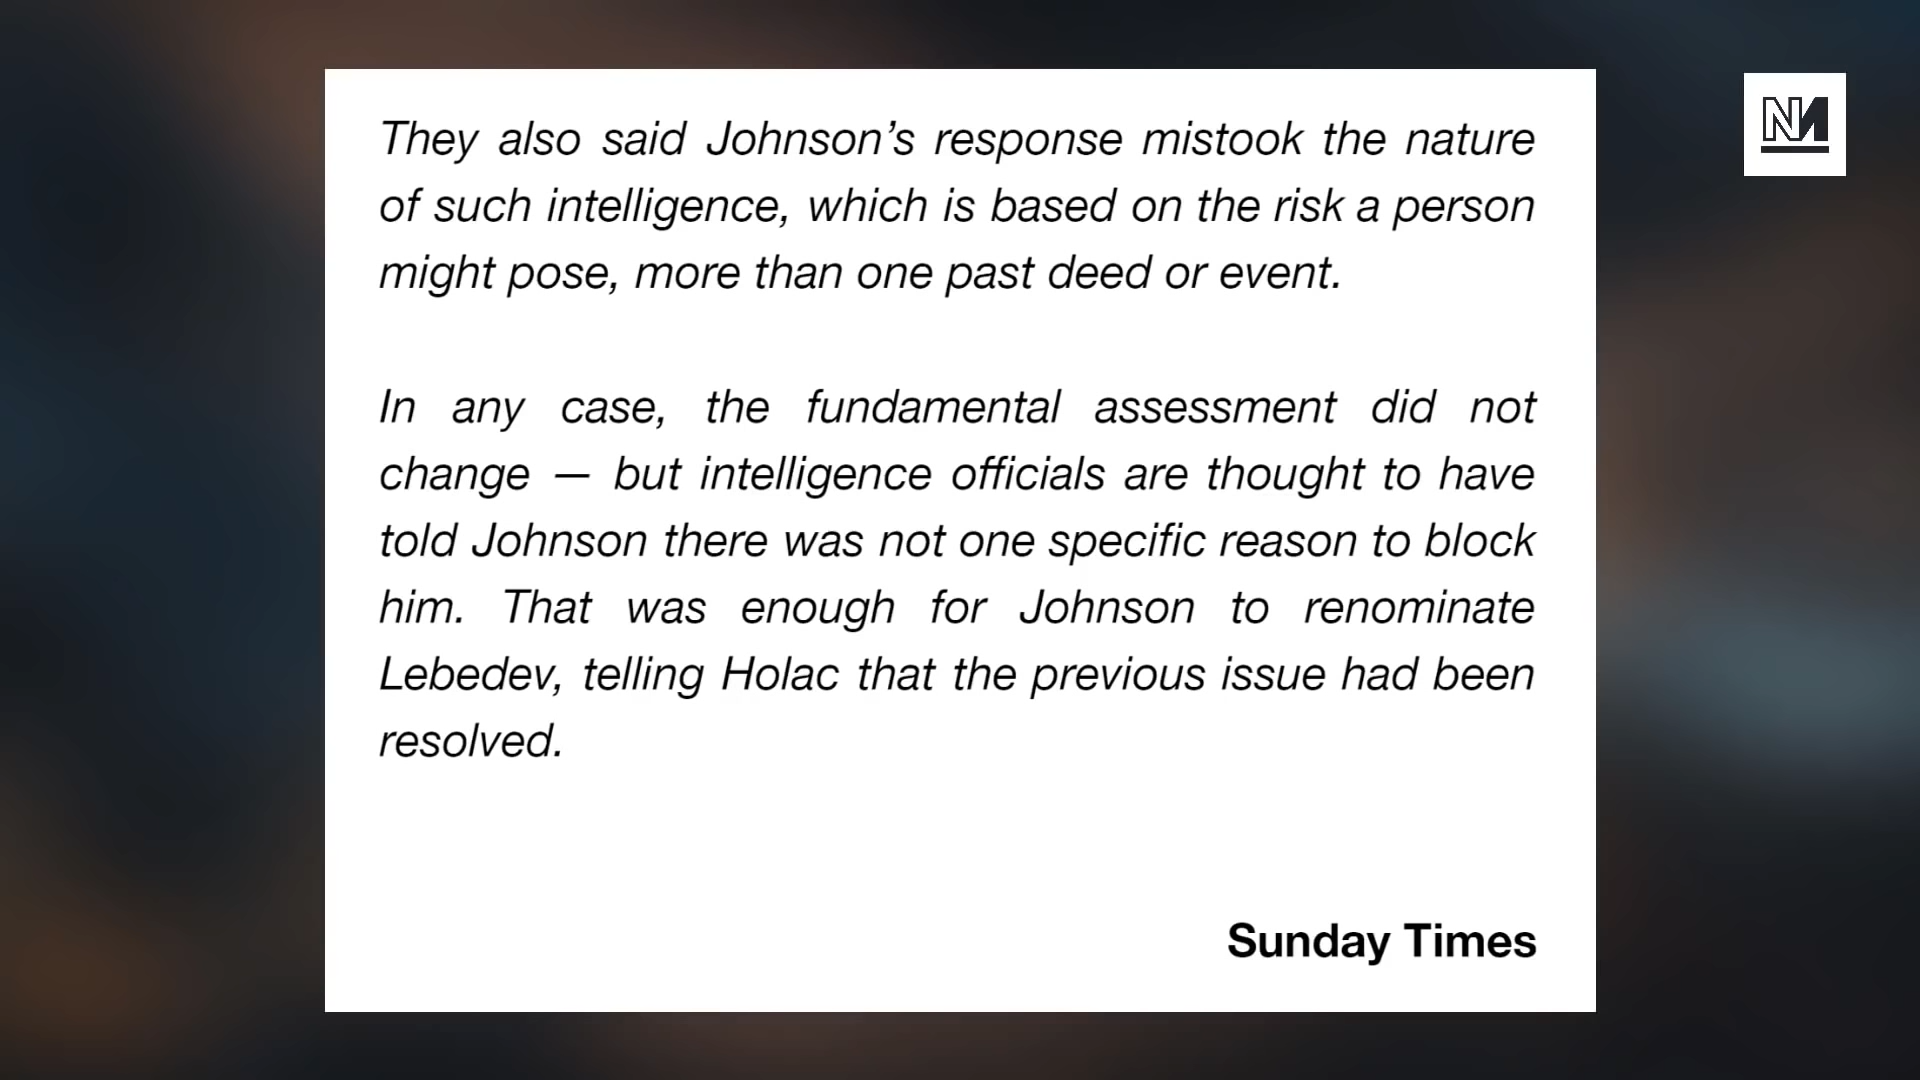 They also said Johnson’s response mistook the nature
of such intelligence, which is based on the risk a person
might pose, more than one past deed or event.
In any case, the fundamental assessment did not
change — but intelligence officials are thought to have
told Johnson there was not one specific reason to block
him. That was enough for Johnson to renominate
Lebedev, telling Holac that the previous issue had been
resolved.
Sunday Times
NM